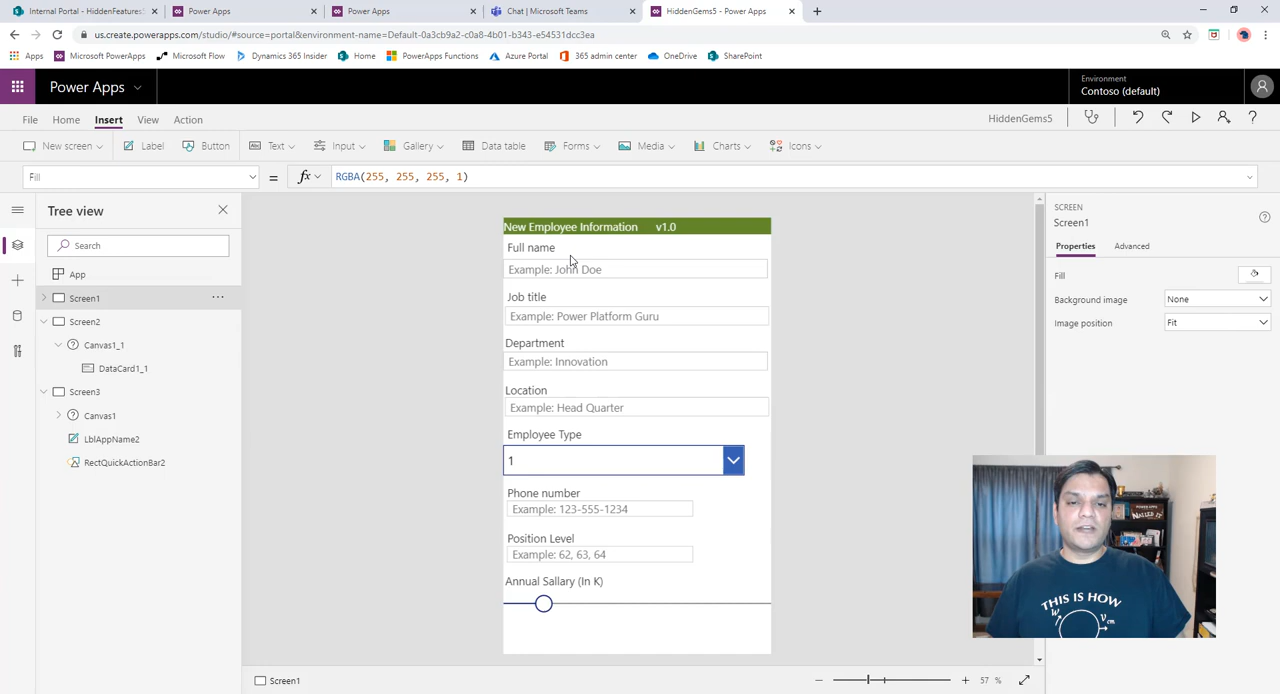 Internal Portal - HiddenFeatures
Power Apps
Power Apps
Chat | Microsoft Teams
HiddenGems5 - Power Apps
us.create.powerapps.com/studio/#source=portal&environment-name=Default-0a3cb9a2-c0a8-4b01-b343-e54531dcc3ea
Apps
Microsoft PowerApps
Microsoft Flow
Dynamics 365 Insider
Home
PowerApps Functions
Azure Portal
365 admin center
OneDrive
SharePoint
Power Apps
Environment
Contoso (default)
File
Home
Insert
View
Action
HiddenGems5
New screen
Label
Button
Text
Input
Gallery
Data table
Forms
Media
Charts
Icons
Fill
=
fx
RGBA(255, 255, 255, 1)
Tree view
Search
App
Screen1
Screen2
Canvas1_1
DataCard1_1
Screen3
Canvas1
LblAppName2
RectQuickActionBar2
New Employee Information v1.0
Full name
Example: John Doe
Job title
Example: Power Platform Guru
Department
Example: Innovation
Location
Example: Head Quarter
Employee Type
1
Phone number
Example: 123-555-1234
Position Level
Example: 62, 63, 64
Annual Sallary (In K)
SCREEN
Screen1
Properties
Advanced
Fill
Background image
None
Image position
Fit
THIS IS HOW
Screen1
57 %